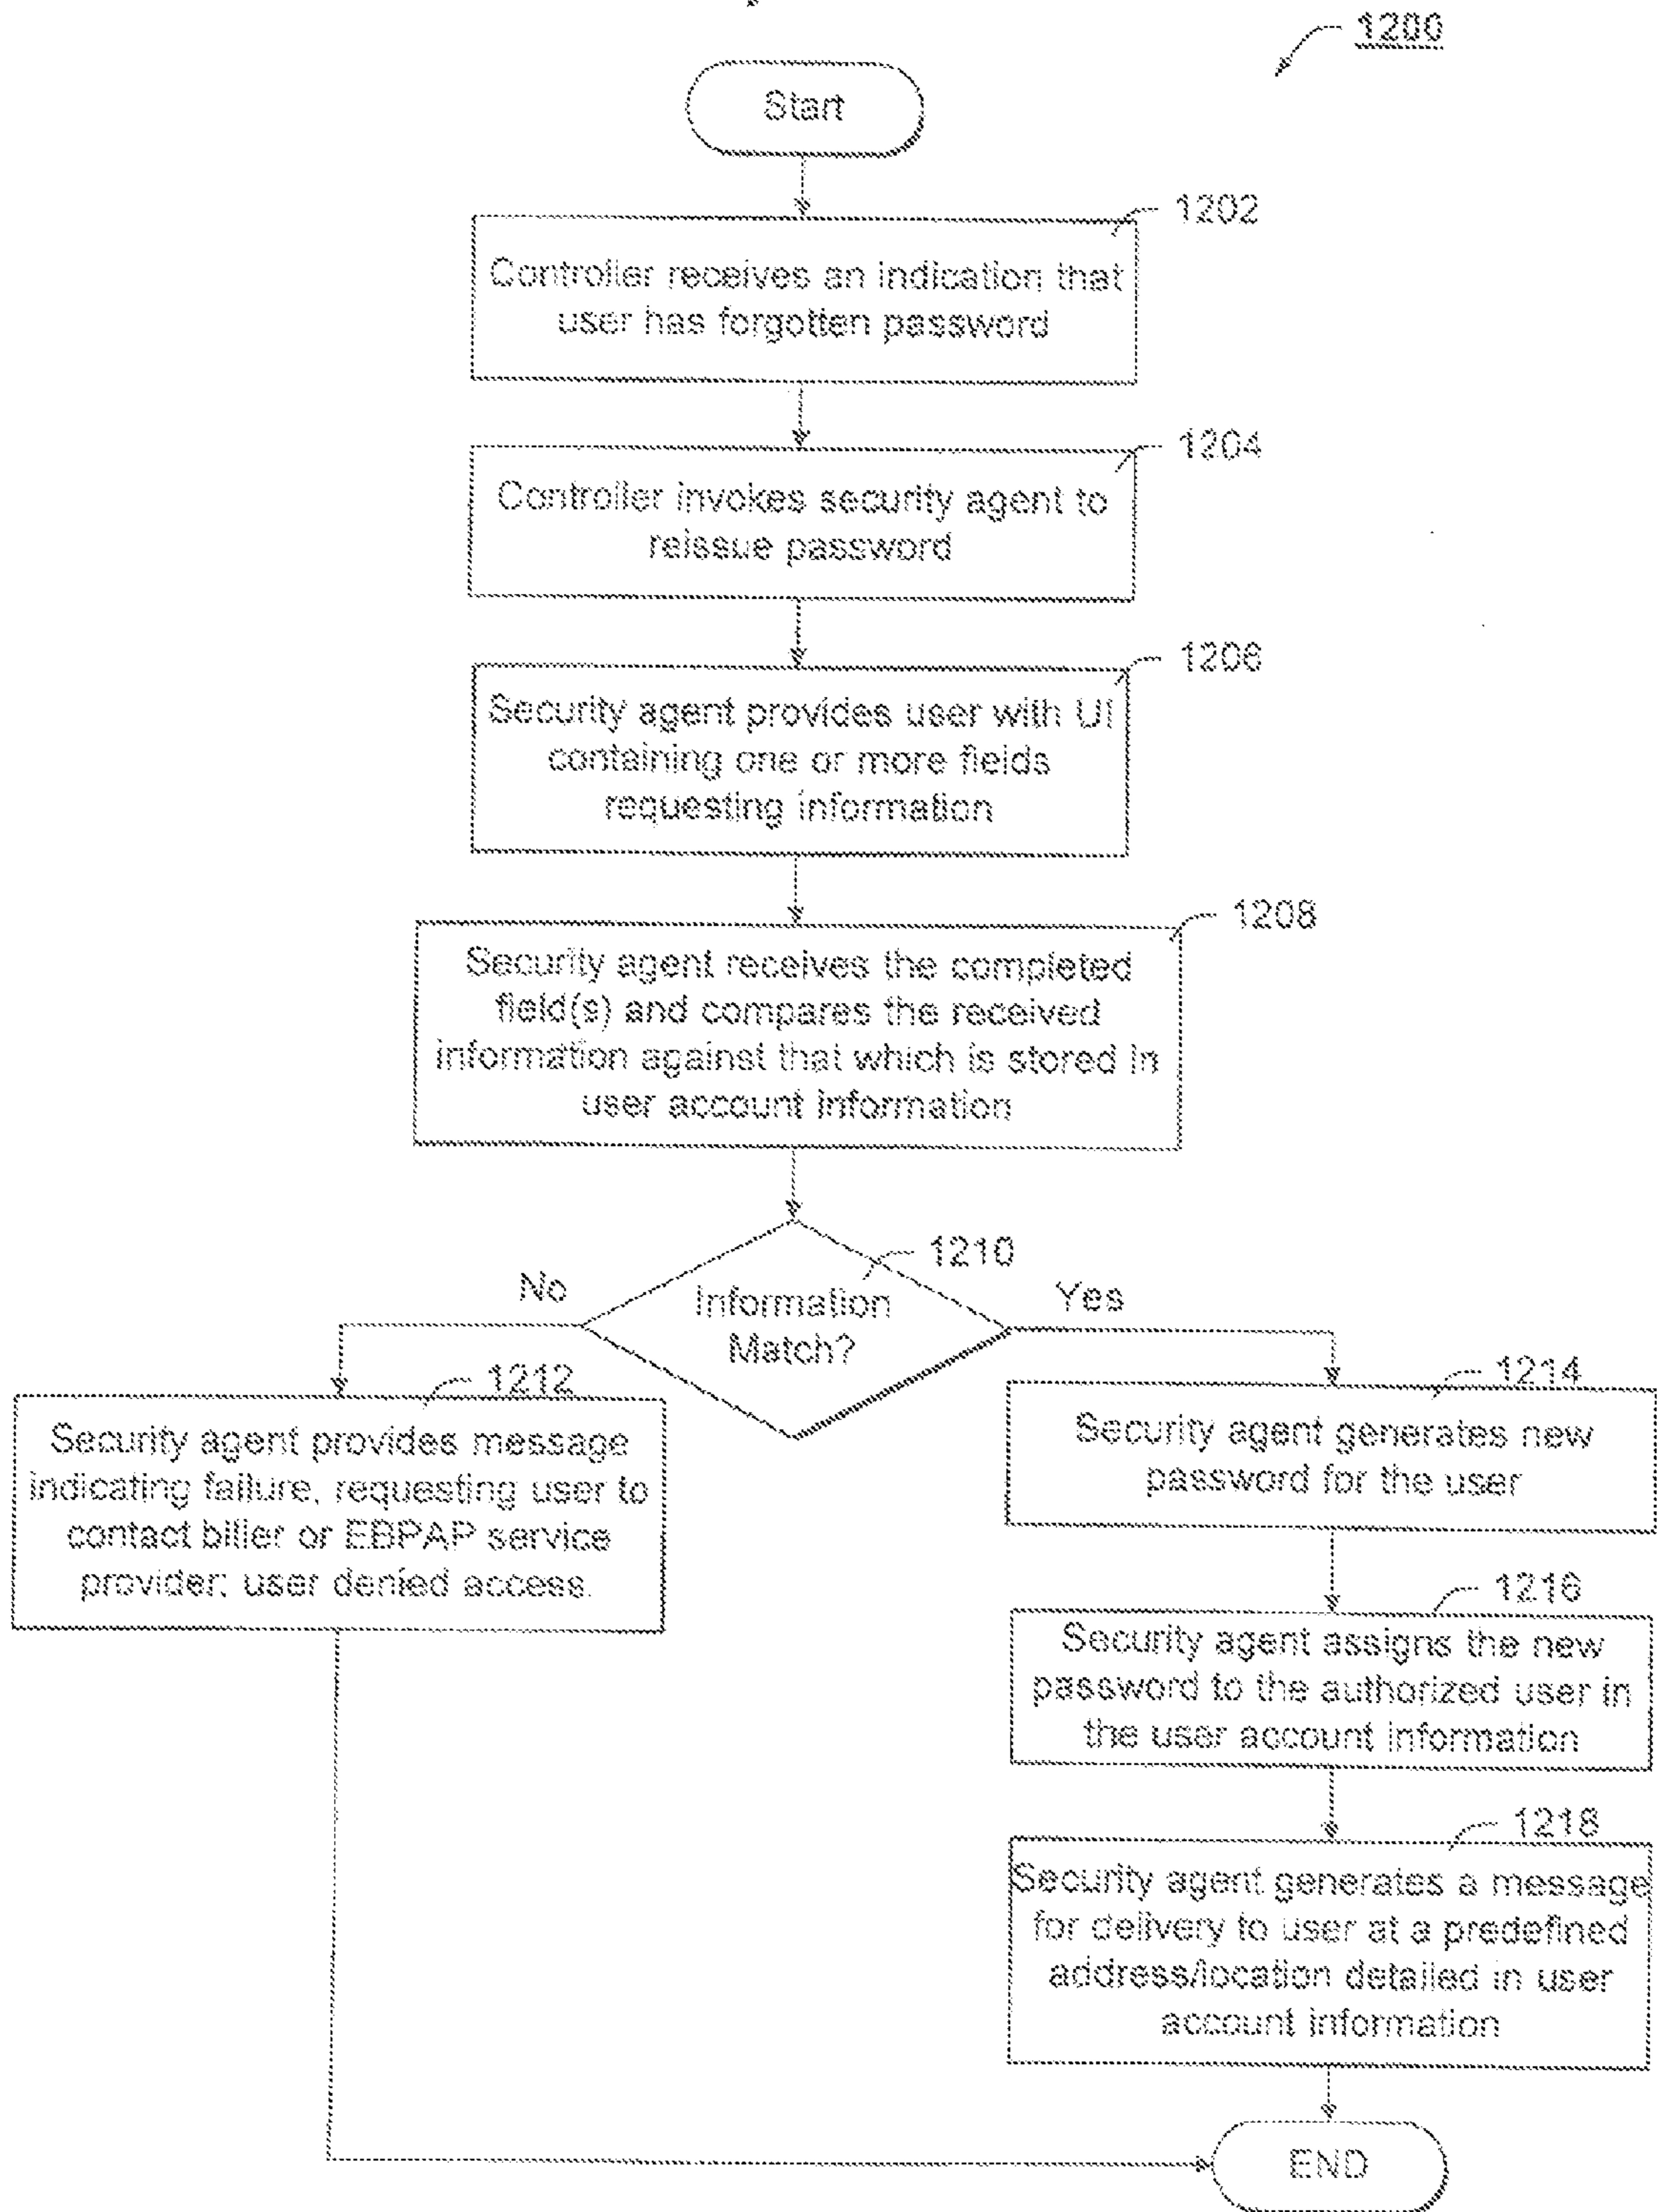 1200
Start
1202
Controller receives an indication that
user has forgotten password
1204
Controller invokes security agent to
reissue password
1206
Security agent provides user with UI
containing one or more fields
requesting information
1208
Security agent receives the completed
field(s) and compares the received
information against that which is stored in
user account information
1210
Information
Match?
No
Yes
1212
Security agent provides message
indicating failure, requesting user to
contact biller or EBPAP service
provider; user denied access.
1214
Security agent generates new
password for the user
1216
Security agent assigns the new
password to the authorized user in
the user account information
1218
Security agent generates a message
for delivery to user at a predefined
address/location detailed in user
account information
END